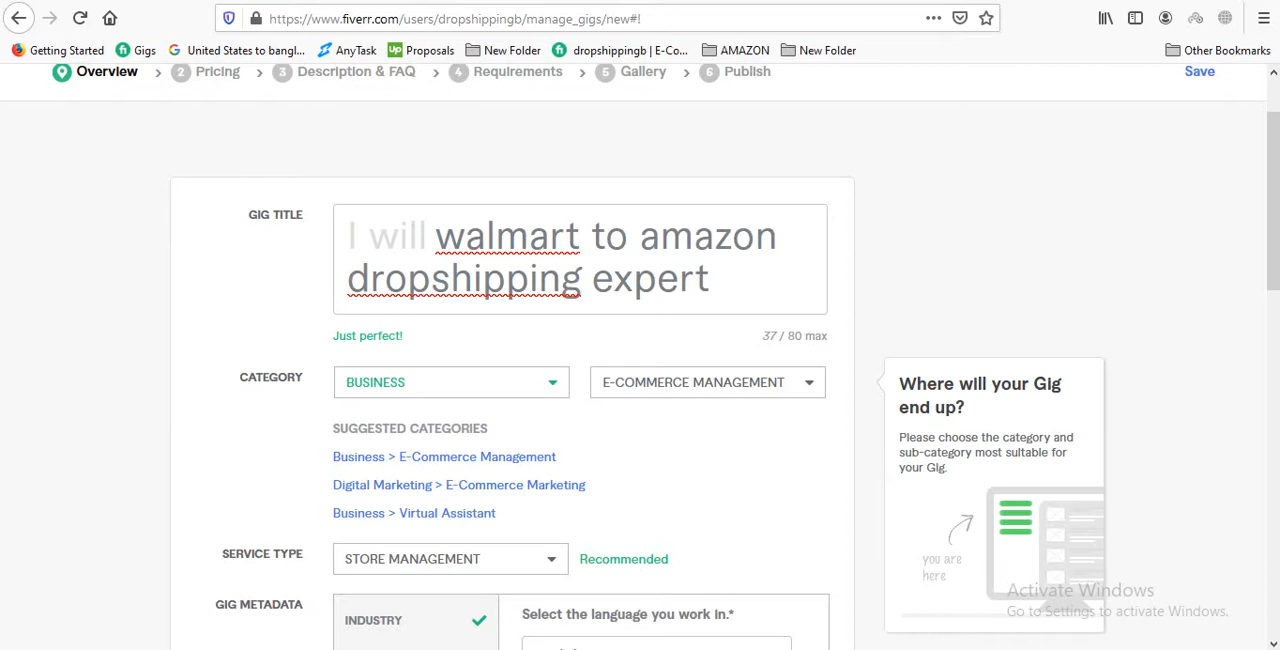 https://www.fiverr.com/users/dropshippingb/manage_gigs/new#!
Getting Started Gigs United States to bangl... AnyTask Proposals New Folder dropshippingb | E-Co... AMAZON New Folder Other Bookmarks
Overview > 2 Pricing > 3 Description & FAQ > 4 Requirements > 5 Gallery > 6 Publish Save
GIG TITLE
I will walmart to amazon
dropshipping expert
Just perfect! 37 / 80 max
CATEGORY BUSINESS E-COMMERCE MANAGEMENT
SUGGESTED CATEGORIES
Business > E-Commerce Management
Digital Marketing > E-Commerce Marketing
Business > Virtual Assistant
SERVICE TYPE STORE MANAGEMENT Recommended
GIG METADATA INDUSTRY Select the language you work in.*
Where will your Gig
end up?
Please choose the category and
sub-category most suitable for
your Gig.
you are
here
Activate Windows
Go to Settings to activate Windows.